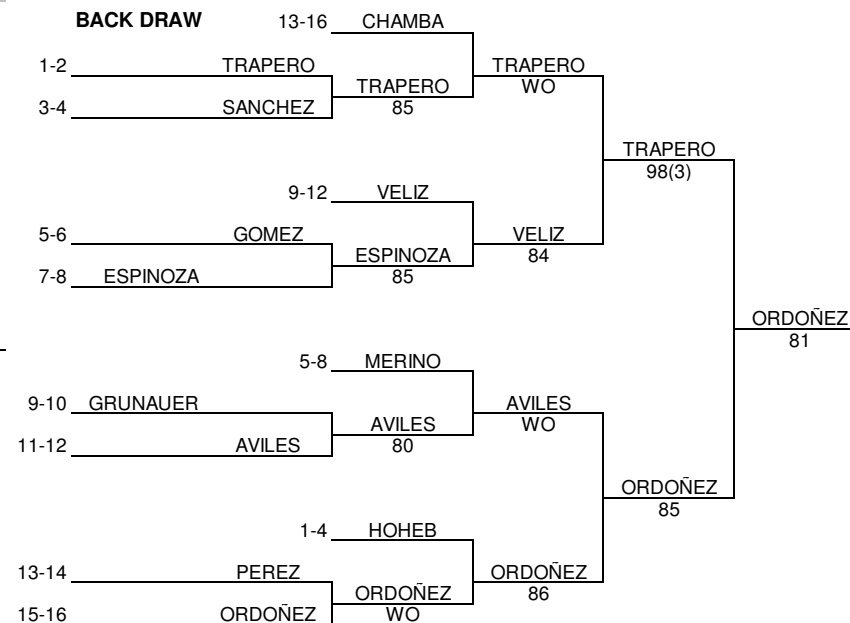 BACK DRAW
13-16 CHAMBA
1-2 TRAPERO
TRAPERO
WO
TRAPERO
85
3-4 SANCHEZ
TRAPERO
98(3)
9-12 VELIZ
5-6 GOMEZ
VELIZ
84
ESPINOZA
85
7-8 ESPINOZA
ORDOÑEZ
81
5-8 MERINO
9-10 GRUNAUER
AVILES
WO
AVILES
80
11-12 AVILES
ORDOÑEZ
85
1-4 HOHEB
13-14 PEREZ
ORDOÑEZ
86
ORDOÑEZ
WO
15-16 ORDOÑEZ